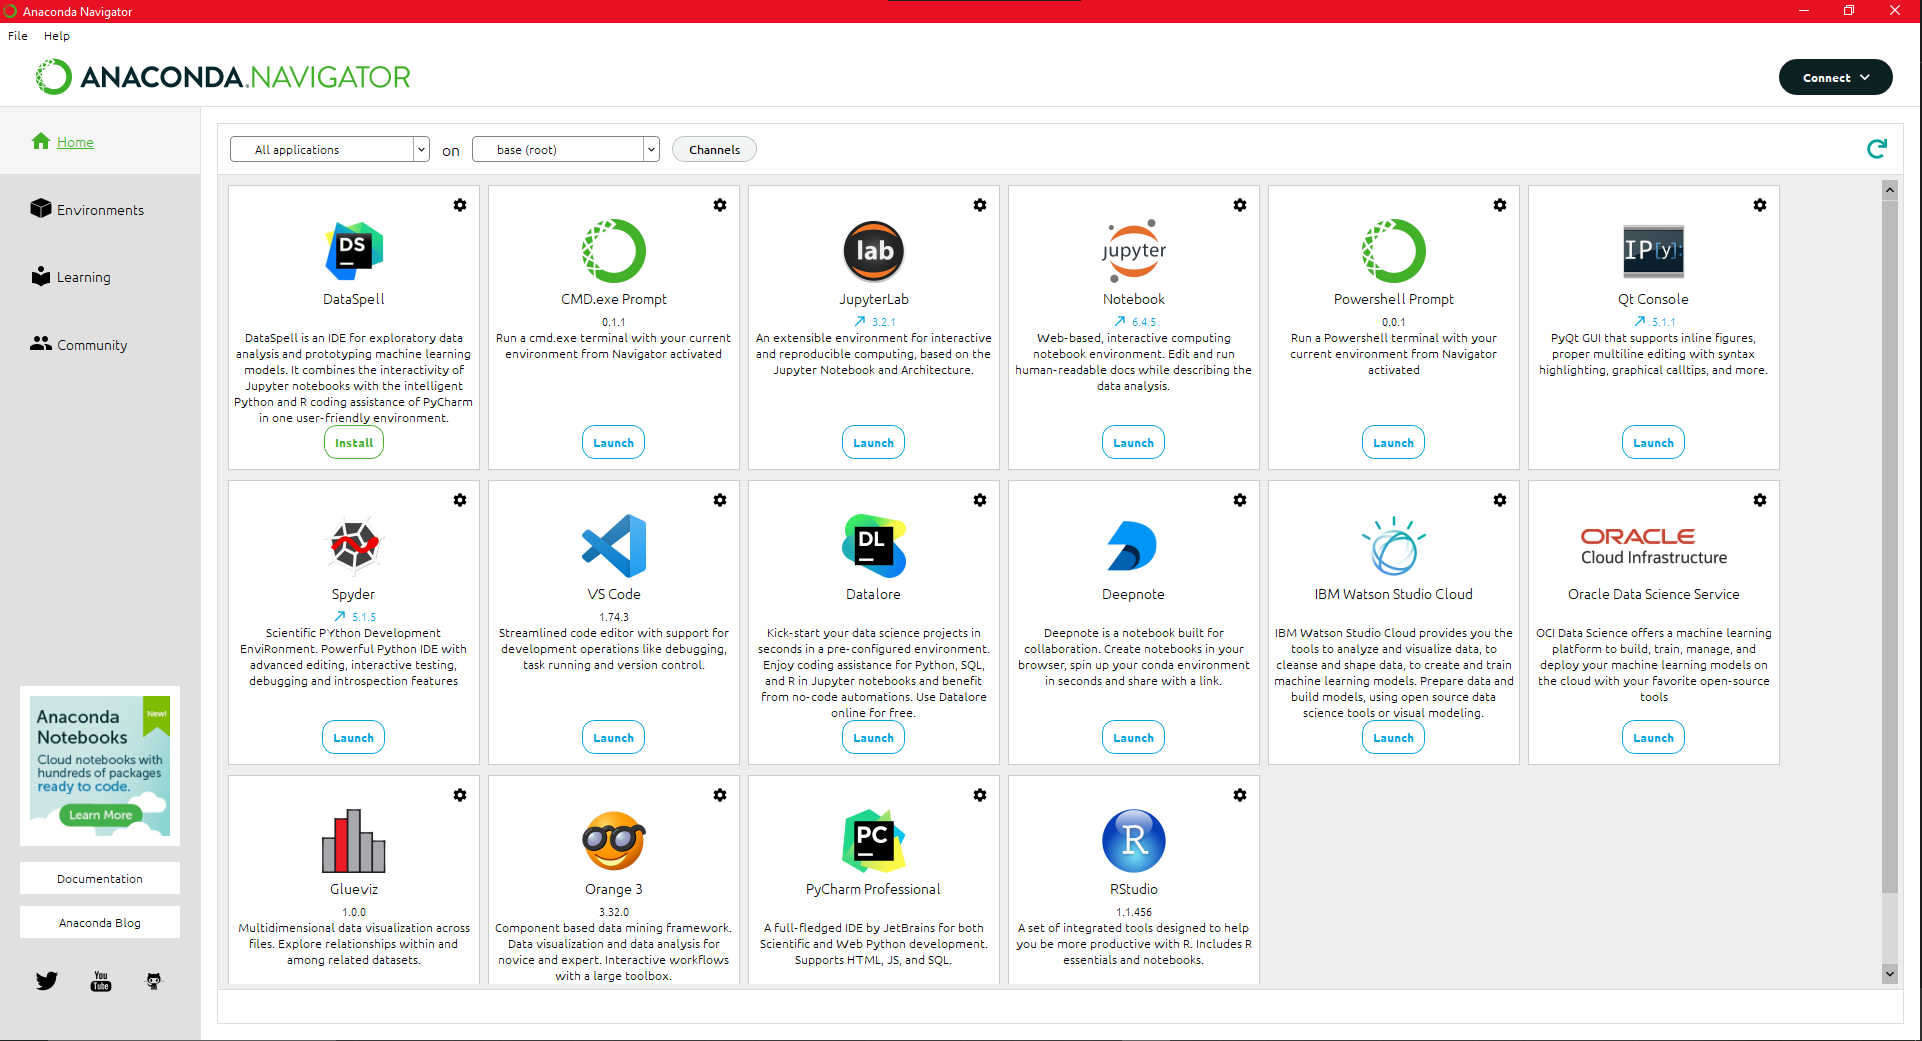 Anaconda Navigator
File Help
ANACONDA.NAVIGATOR
Connect
Home
Environments
Learning
Community
Anaconda
Notebooks
New!
Cloud notebooks with
hundreds of packages
ready to code.
Learn More
Documentation
Anaconda Blog
You
Tube
All applications on base (root) Channels
DS
DataSpell
DataSpell is an IDE for exploratory data
analysis and prototyping machine learning
models. It combines the interactivity of
Jupyter notebooks with the intelligent
Python and R coding assistance of PyCharm
in one user-friendly environment.
Install
CMD.exe Prompt
0.1.1
Run a cmd.exe terminal with your current
environment from Navigator activated
Launch
lab
JupyterLab
3.2.1
An extensible environment for interactive
and reproducible computing, based on the
Jupyter Notebook and Architecture.
Launch
jupyter
Notebook
6.4.5
Web-based, interactive computing
notebook environment. Edit and run
human-readable docs while describing the
data analysis.
Launch
Powershell Prompt
0.0.1
Run a Powershell terminal with your
current environment from Navigator
activated
Launch
IP[y]:
Qt Console
5.1.1
PyQt GUI that supports inline figures,
proper multiline editing with syntax
highlighting, graphical calltips, and more.
Launch
Spyder
5.1.5
Scientific PYthon Development
EnviRonment. Powerful Python IDE with
advanced editing, interactive testing,
debugging and introspection features
Launch
VS Code
1.74.3
Streamlined code editor with support for
development operations like debugging,
task running and version control.
Launch
DL
Datalore
Kick-start your data science projects in
seconds in a pre-configured environment.
Enjoy coding assistance for Python, SQL,
and R in Jupyter notebooks and benefit
from no-code automations. Use Datalore
online for free.
Launch
Deepnote
Deepnote is a notebook built for
collaboration. Create notebooks in your
browser, spin up your conda environment
in seconds and share with a link.
Launch
IBM Watson Studio Cloud
IBM Watson Studio Cloud provides you the
tools to analyze and visualize data, to
cleanse and shape data, to create and train
machine learning models. Prepare data and
build models, using open source data
science tools or visual modeling.
Launch
ORACLE
Cloud Infrastructure
Oracle Data Science Service
OCI Data Science offers a machine learning
platform to build, train, manage, and
deploy your machine learning models on
the cloud with your favorite open-source
tools
Launch
Glueviz
1.0.0
Multidimensional data visualization across
files. Explore relationships within and
among related datasets.
Orange 3
3.32.0
Component based data mining framework.
Data visualization and data analysis for
novice and expert. Interactive workflows
with a large toolbox.
PC
PyCharm Professional
A full-fledged IDE by JetBrains for both
Scientific and Web Python development.
Supports HTML, JS, and SQL.
R
RStudio
1.1.456
A set of integrated tools designed to help
you be more productive with R. Includes R
essentials and notebooks.